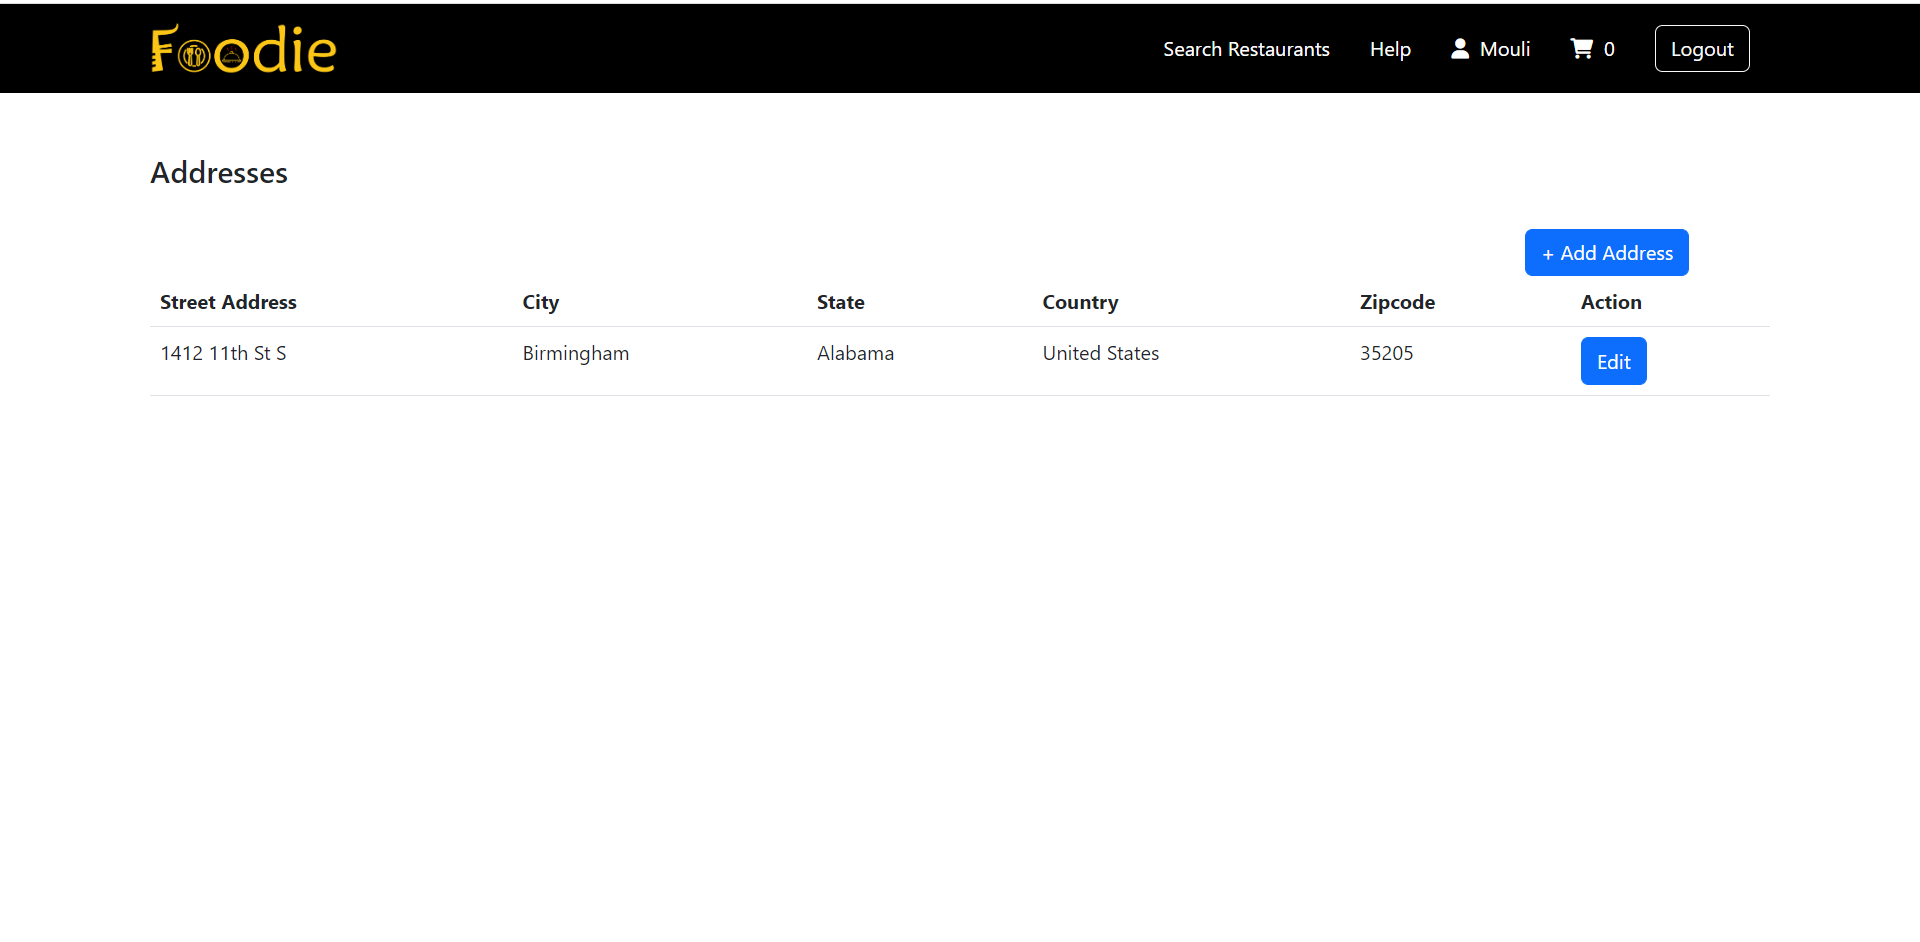 Foodie Search Restaurants Help Mouli 0 Logout
Addresses
+ Add Address
Street Address City State Country Zipcode Action
1412 11th St S Birmingham Alabama United States 35205 Edit